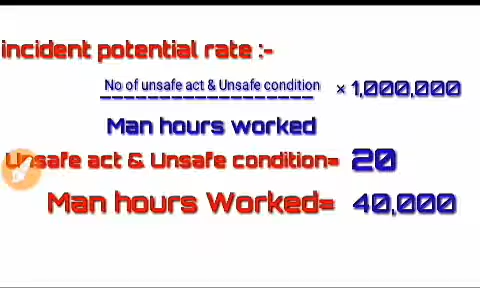 incident potential rate :-
No of unsafe act & Unsafe condition
× 1,000,000
Man hours worked
Unsafe act & Unsafe condition= 20
Man hours Worked= 40,000